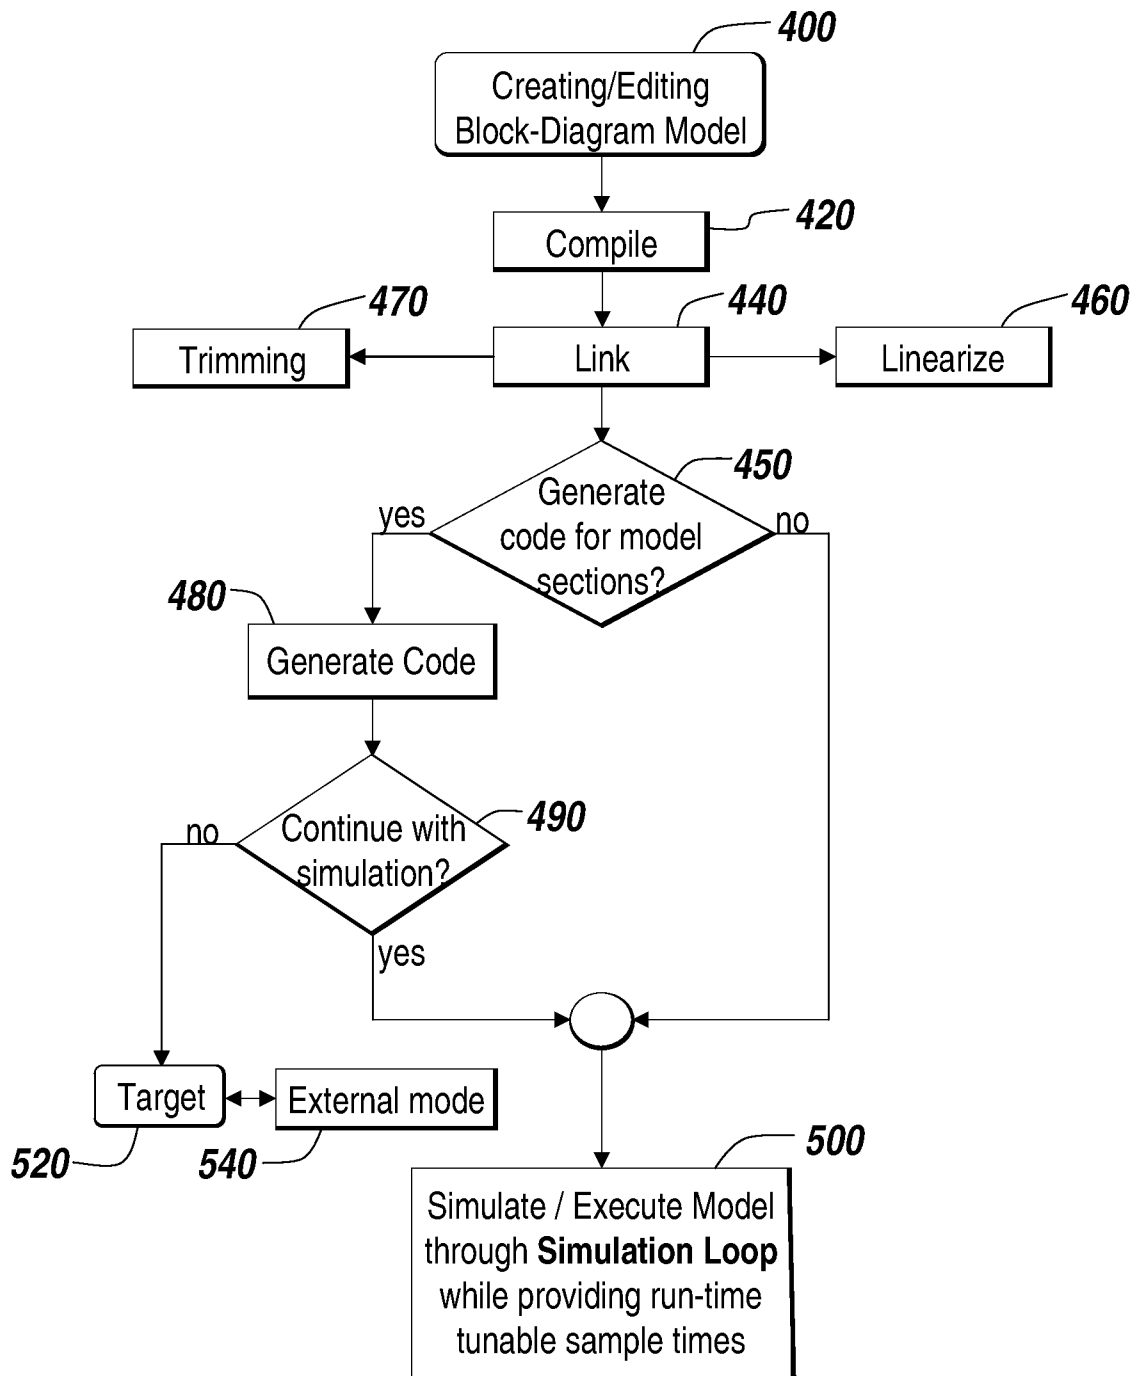 400
Creating/Editing
Block-Diagram Model
420
Compile
470
440
460
Trimming
Link
Linearize
450
Generate
code for model
sections?
yes
no
480
Generate Code
490
Continue with
simulation?
no
yes
Target
External mode
520
540
500
Simulate / Execute Model
through Simulation Loop
while providing run-time
tunable sample times